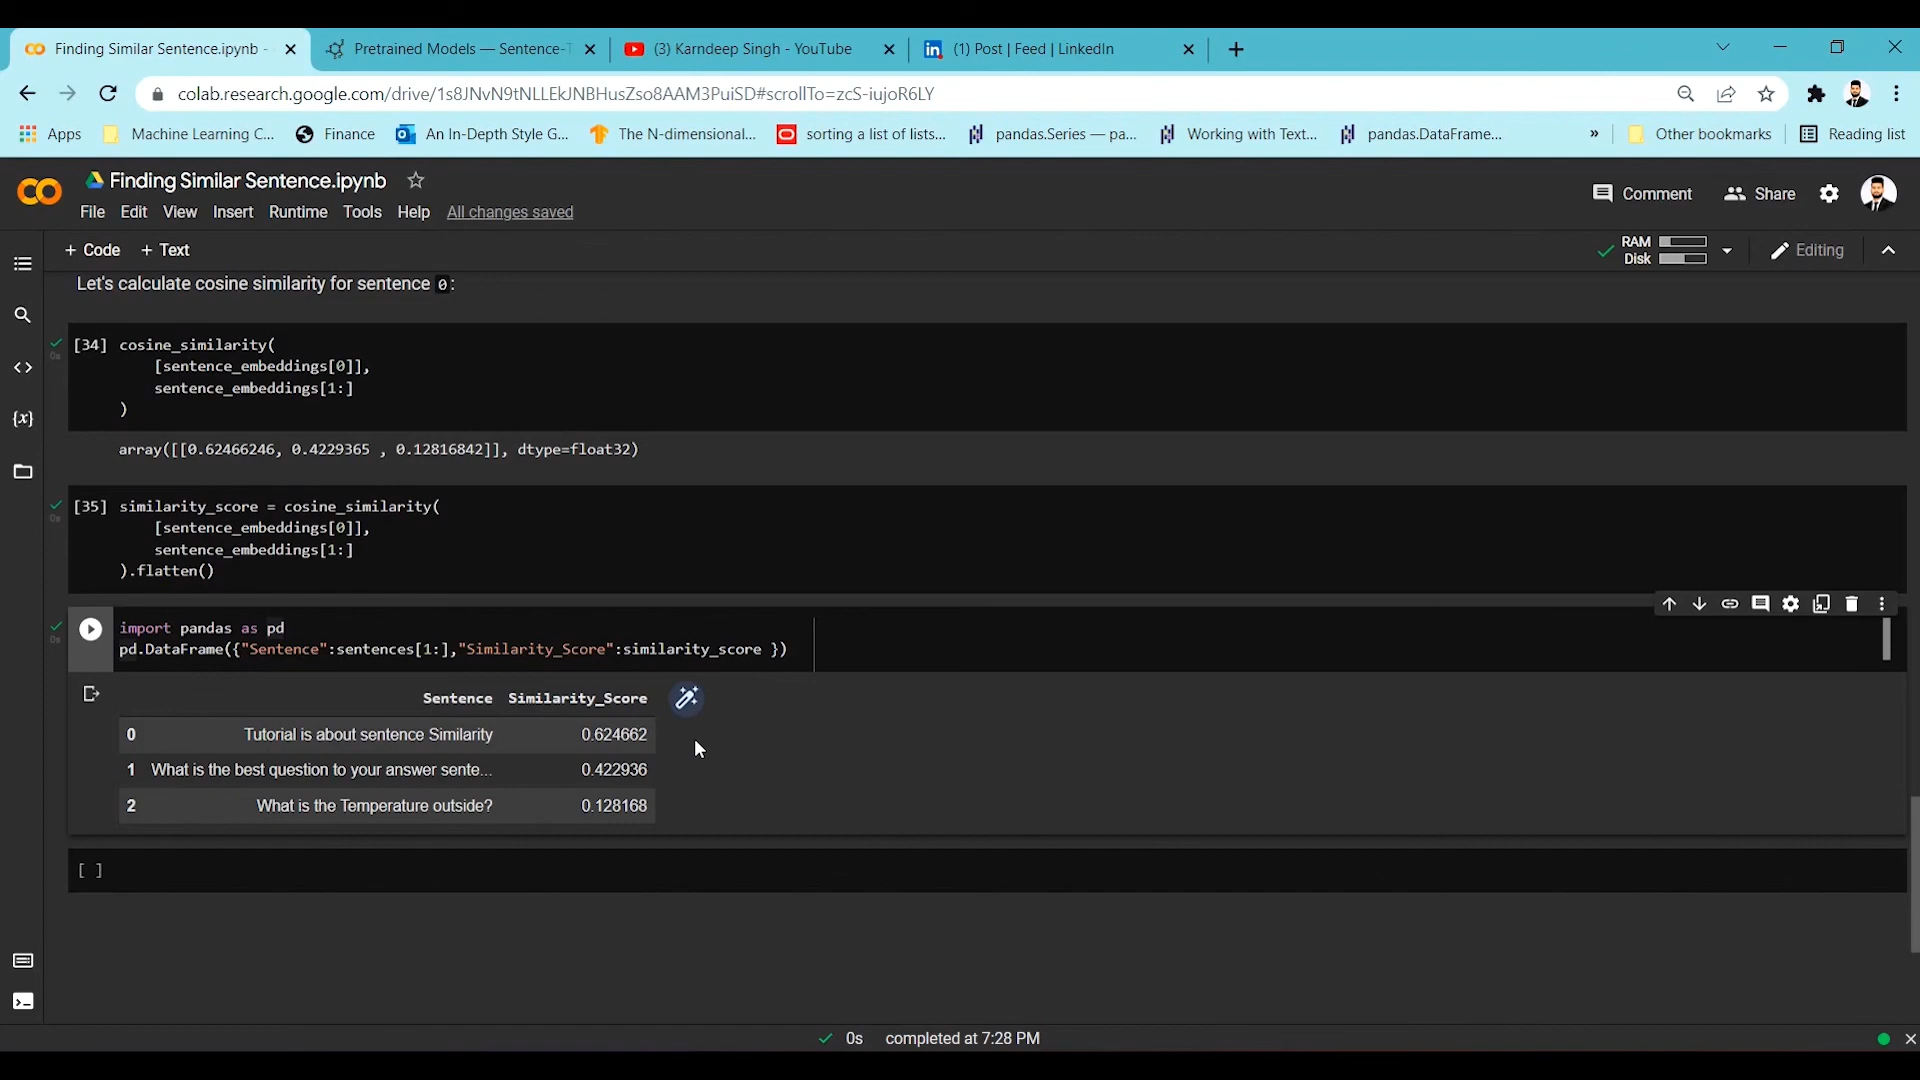 Finding Similar Sentence.ipynb - 
Pretrained Models — Sentence-T
(3) Karndeep Singh - YouTube
(1) Post | Feed | LinkedIn
colab.research.google.com/drive/1s8JNvN9tNLLEkJNBHusZso8AAM3PuiSD#scrollTo=zcS-iujoR6LY
Apps
Machine Learning C...
Finance
An In-Depth Style G...
The N-dimensional...
sorting a list of lists...
pandas.Series — pa...
Working with Text...
pandas.DataFrame...
»
Other bookmarks
Reading list
Finding Similar Sentence.ipynb
Comment
Share
File Edit View Insert Runtime Tools Help All changes saved
+ Code + Text
RAM
Disk
Editing
Let's calculate cosine similarity for sentence 0:
[34] cosine_similarity(
[sentence_embeddings[0]],
sentence_embeddings[1:]
)
0s
array([[0.62466246, 0.4229365 , 0.12816842]], dtype=float32)
[35] similarity_score = cosine_similarity(
[sentence_embeddings[0]],
sentence_embeddings[1:]
).flatten()
0s
import pandas as pd
pd.DataFrame({"Sentence":sentences[1:],"Similarity_Score":similarity_score })
0s
Sentence Similarity_Score
0 Tutorial is about sentence Similarity 0.624662
1 What is the best question to your answer sente... 0.422936
2 What is the Temperature outside? 0.128168
[ ]
0s completed at 7:28 PM